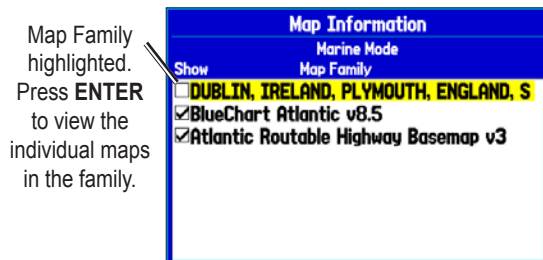 Map Family
highlighted.
Press ENTER
to view the
individual maps
in the family.
Map Information
Marine Mode
Show Map Family
DUBLIN, IRELAND, PLYMOUTH, ENGLAND, S
BlueChart Atlantic v8.5
Atlantic Routable Highway Basemap v3